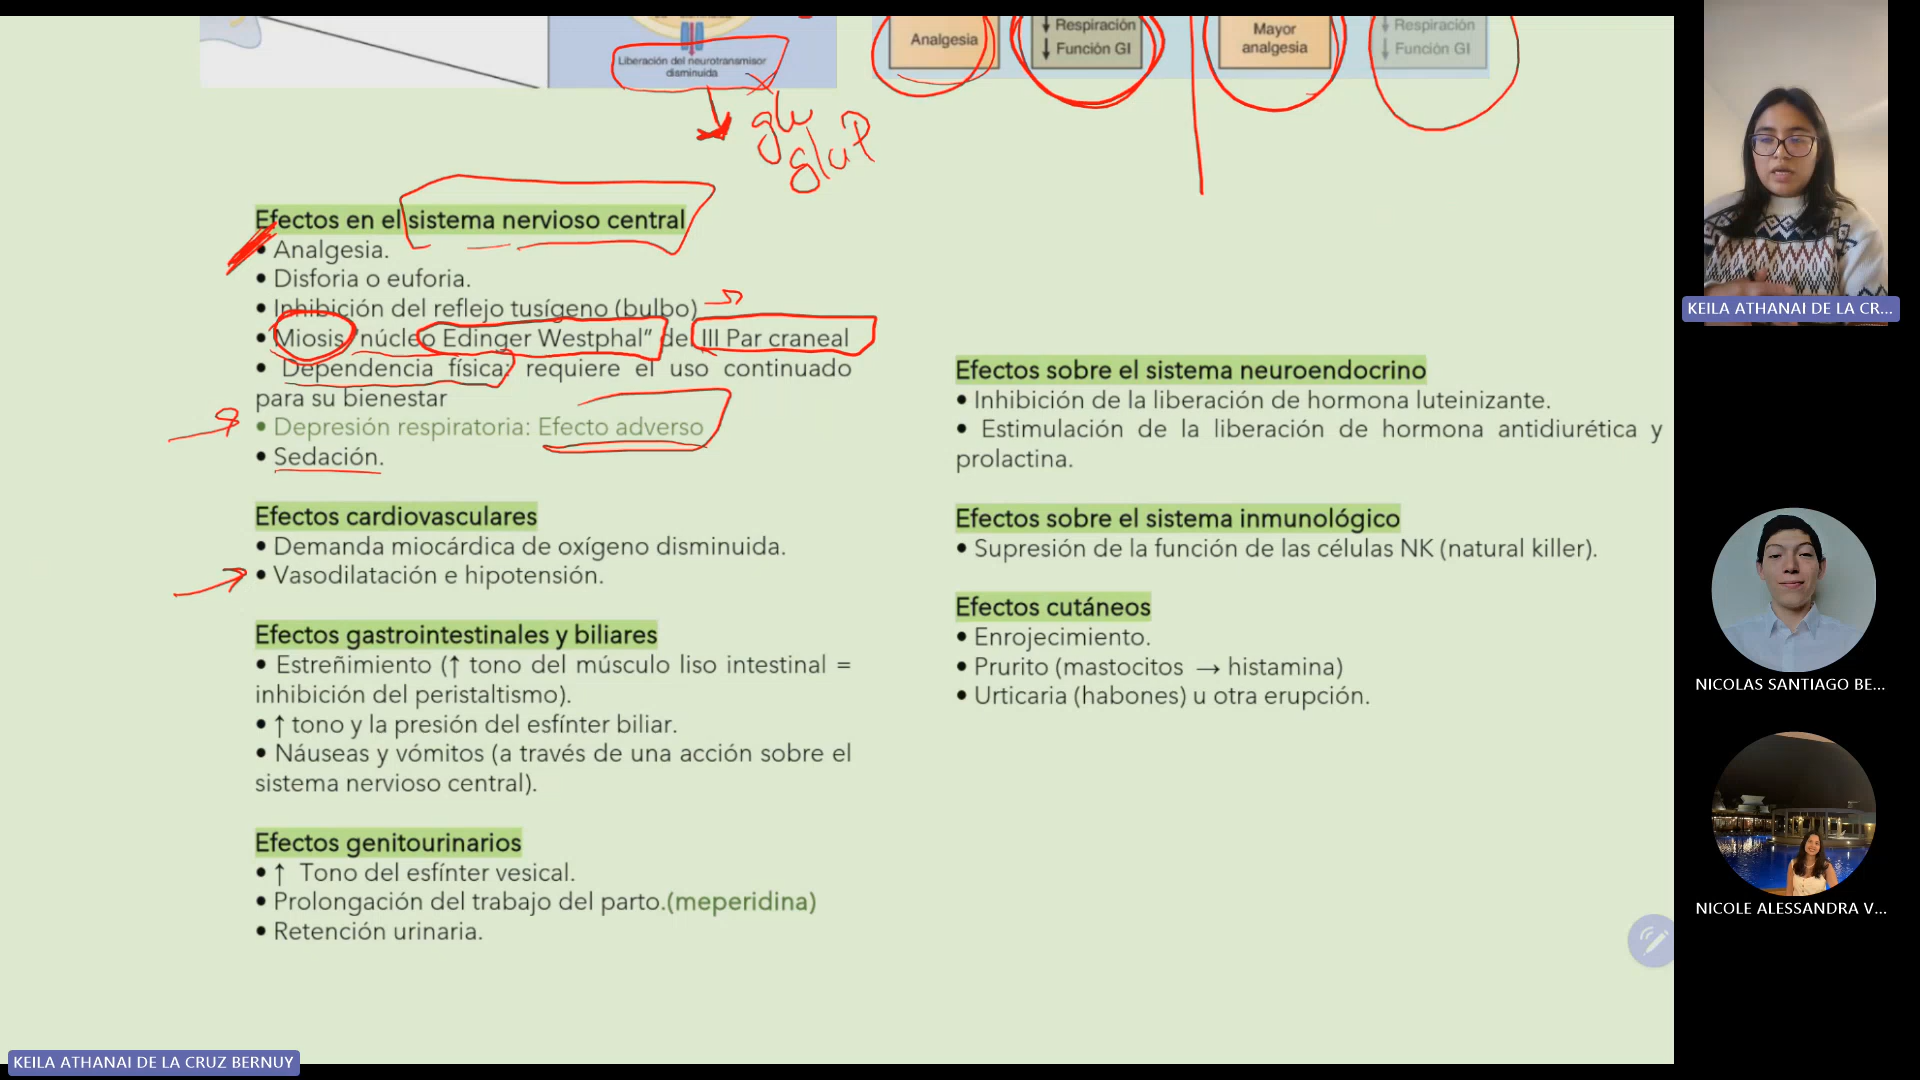 Liberación del neurotransmisor
disminuida
Analgesia
↓ Respiración
↓ Función GI
Mayor
analgesia
↓ Respiración
↓ Función GI
glu
gluP
Efectos en el sistema nervioso central
• Analgesia.
• Disforia o euforia.
• Inhibición del reflejo tusígeno (bulbo)
• Miosis "núcleo Edinger Westphal" del III Par craneal
• Dependencia física: requiere el uso continuado
para su bienestar
• Depresión respiratoria: Efecto adverso
• Sedación.
Efectos cardiovasculares
• Demanda miocárdica de oxígeno disminuida.
• Vasodilatación e hipotensión.
Efectos gastrointestinales y biliares
• Estreñimiento (↑ tono del músculo liso intestinal =
inhibición del peristaltismo).
• ↑ tono y la presión del esfínter biliar.
• Náuseas y vómitos (a través de una acción sobre el
sistema nervioso central).
Efectos genitourinarios
• ↑ Tono del esfínter vesical.
• Prolongación del trabajo del parto.(meperidina)
• Retención urinaria.
Efectos sobre el sistema neuroendocrino
• Inhibición de la liberación de hormona luteinizante.
• Estimulación de la liberación de hormona antidiurética y
prolactina.
Efectos sobre el sistema inmunológico
• Supresión de la función de las células NK (natural killer).
Efectos cutáneos
• Enrojecimiento.
• Prurito (mastocitos → histamina)
• Urticaria (habones) u otra erupción.
KEILA ATHANAI DE LA CR...
NICOLAS SANTIAGO BE...
NICOLE ALESSANDRA V...
KEILA ATHANAI DE LA CRUZ BERNUY